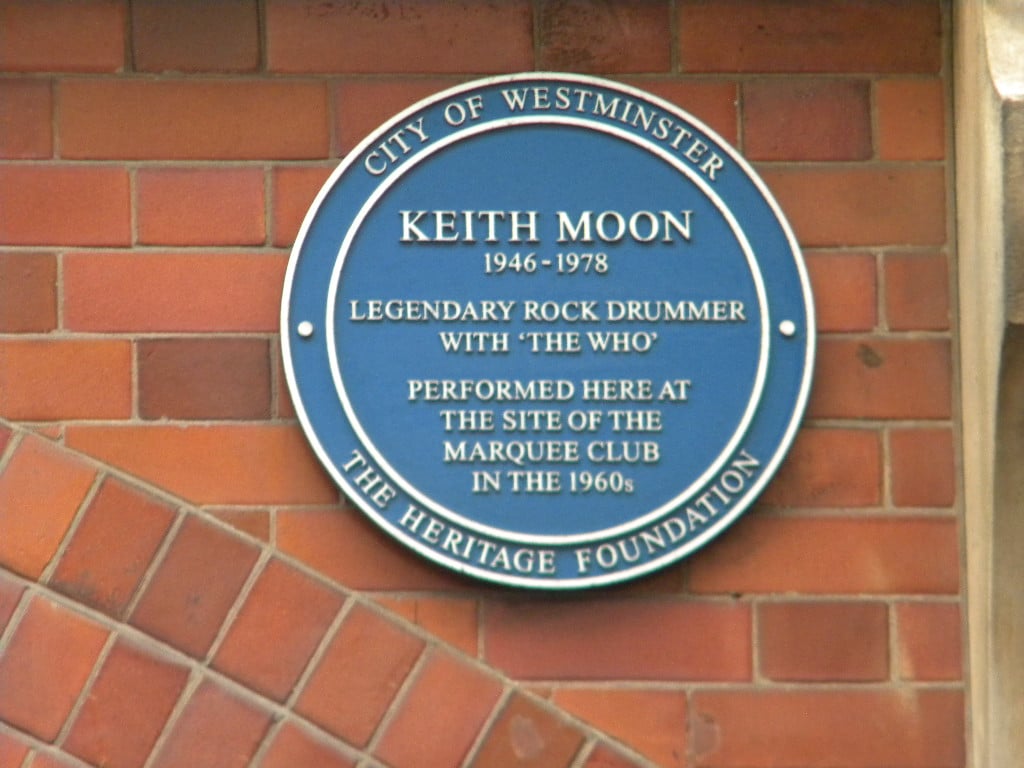 CITY OF WESTMINSTER
KEITH MOON
1946-1978
LEGENDARY ROCK DRUMMER
WITH ‘THE WHO’
PERFORMED HERE AT
THE SITE OF THE
MARQUEE CLUB
IN THE 1960s
THE HERITAGE FOUNDATION